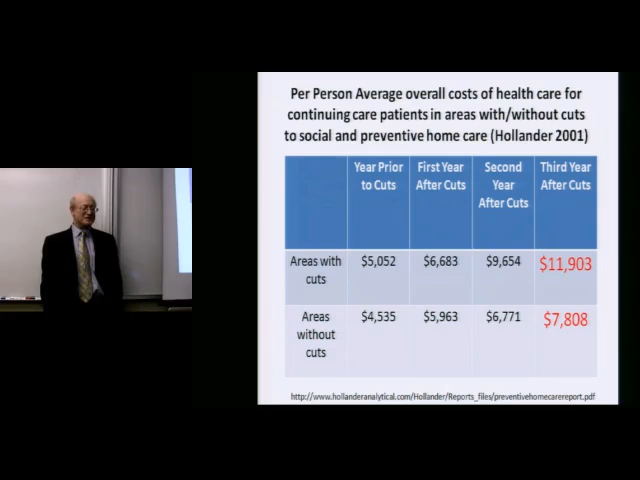 Per Person Average overall costs of health care for
continuing care patients in areas with/without cuts
to social and preventive home care (Hollander 2001)
Year Prior to Cuts
First Year After Cuts
Second Year After Cuts
Third Year After Cuts
Areas with cuts
$5,052
$6,683
$9,654
$11,903
Areas without cuts
$4,535
$5,963
$6,771
$7,808
http://www.hollanderanalytical.com/Hollander/Reports_files/preventivehomecarereport.pdf